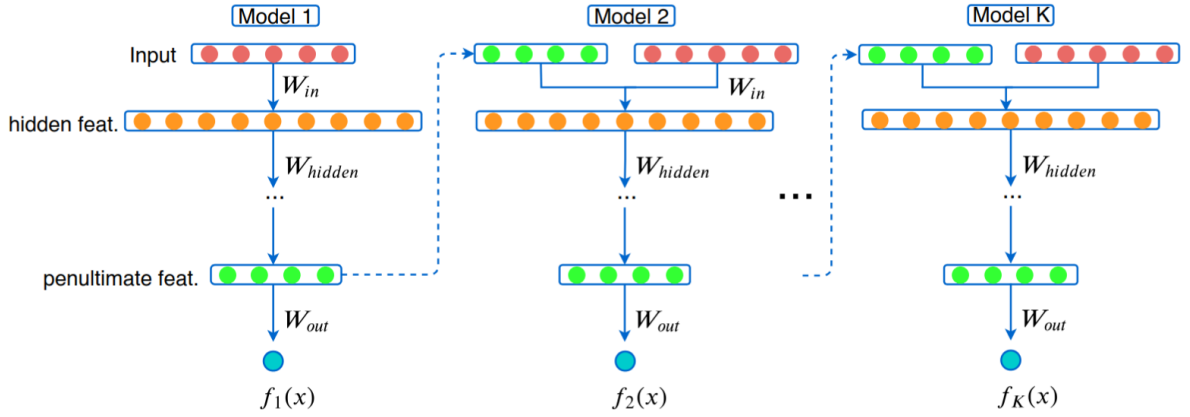 Model 1
Model 2
Model K
Input
W_in
W_in
hidden feat.
W_hidden
W_hidden
W_hidden
...
...
...
...
penultimate feat.
W_out
W_out
W_out
f_1(x)
f_2(x)
f_K(x)